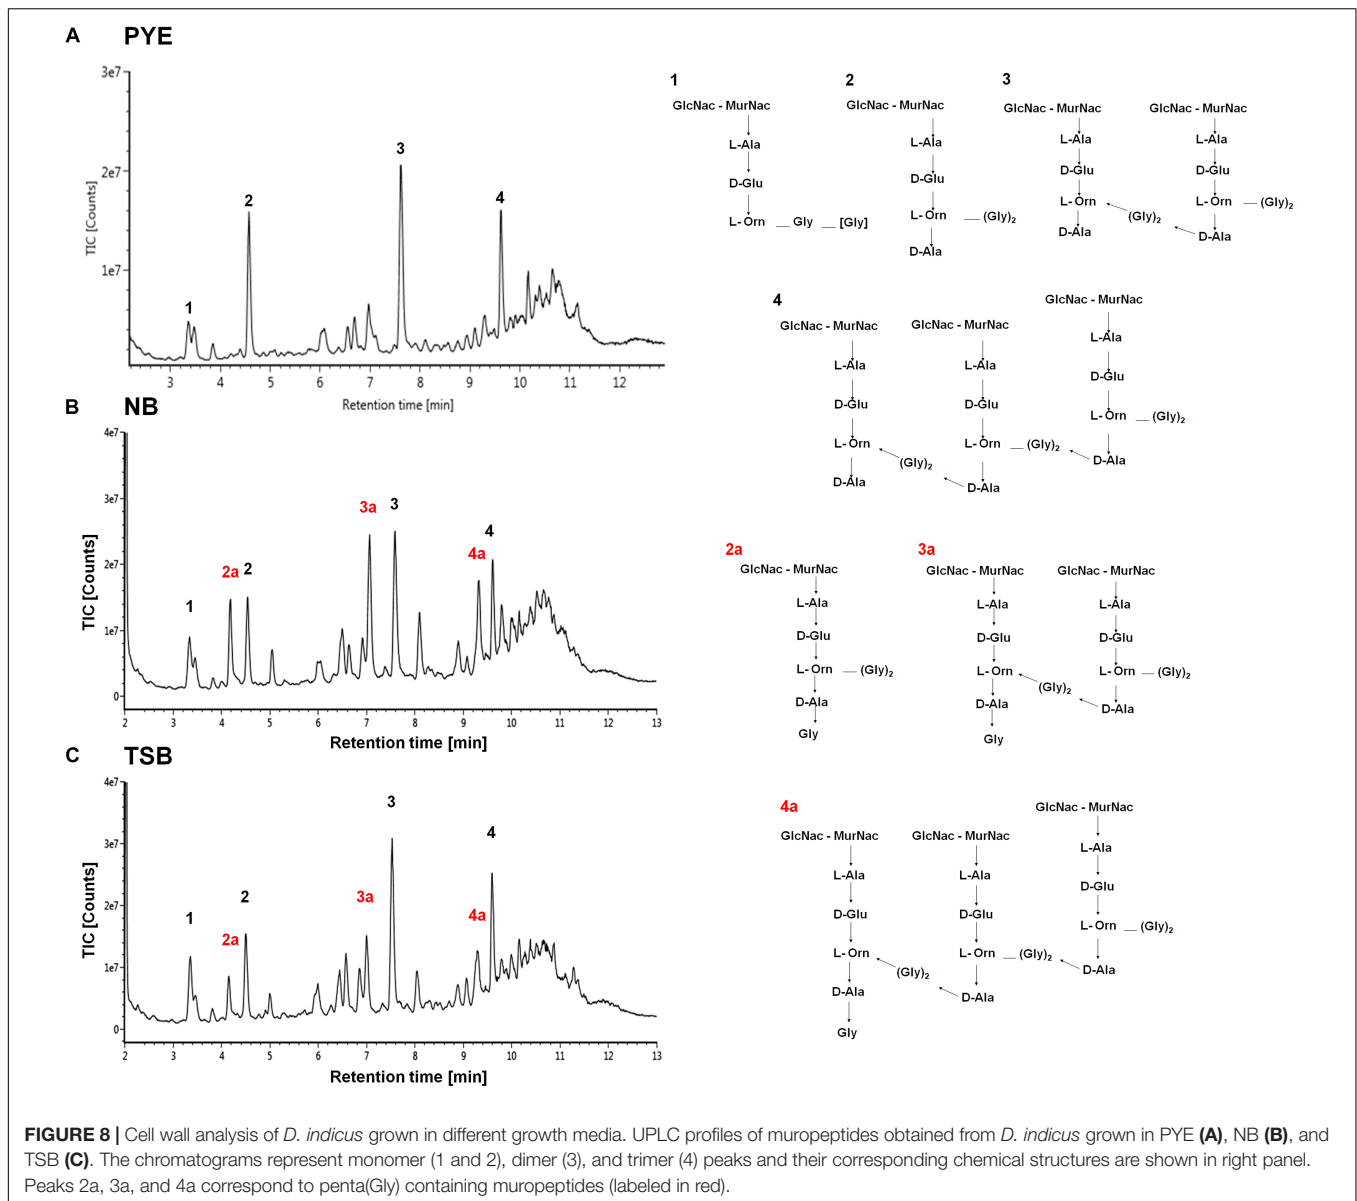 A PYE
3e7
2e7
1e7
TIC [Counts]
1
2
3
4
3 4 5 6 7 8 9 10 11 12
Retention time [min]
B NB
4e7
3e7
2e7
1e7
0
TIC [Counts]
1
2a
2
3a
3
4a
4
2 3 4 5 6 7 8 9 10 11 12 13
Retention time [min]
C TSB
4e7
3e7
2e7
1e7
0
TIC [Counts]
1
2a
2
3a
3
4a
4
2 3 4 5 6 7 8 9 10 11 12 13
Retention time [min]
1
GlcNac - MurNac
L-Ala
D-Glu
L-Orn __ Gly __ [Gly]
2
GlcNac - MurNac
L-Ala
D-Glu
L-Orn __ (Gly)2
D-Ala
3
GlcNac - MurNac GlcNac - MurNac
L-Ala L-Ala
D-Glu D-Glu
L- Orn L- Orn __ (Gly)2
(Gly)2
D-Ala D-Ala
4
GlcNac - MurNac
GlcNac - MurNac GlcNac - MurNac
L-Ala
L-Ala L-Ala
D-Glu
D-Glu D-Glu
L- Orn __ (Gly)2
L- Orn L- Orn __ (Gly)2
(Gly)2 D-Ala
D-Ala D-Ala
2a
GlcNac - MurNac
L-Ala
D-Glu
L- Orn __ (Gly)2
D-Ala
Gly
3a
GlcNac - MurNac GlcNac - MurNac
L-Ala L-Ala
D-Glu D-Glu
L- Orn L- Orn __ (Gly)2
(Gly)2
D-Ala D-Ala
Gly
4a
GlcNac - MurNac
GlcNac - MurNac GlcNac - MurNac
L-Ala
L-Ala L-Ala
D-Glu
D-Glu D-Glu
L- Orn __ (Gly)2
L- Orn L- Orn __ (Gly)2
(Gly)2 D-Ala
D-Ala D-Ala
Gly
FIGURE 8 | Cell wall analysis of D. indicus grown in different growth media. UPLC profiles of muropeptides obtained from D. indicus grown in PYE (A), NB (B), and
TSB (C). The chromatograms represent monomer (1 and 2), dimer (3), and trimer (4) peaks and their corresponding chemical structures are shown in right panel.
Peaks 2a, 3a, and 4a correspond to penta(Gly) containing muropeptides (labeled in red).